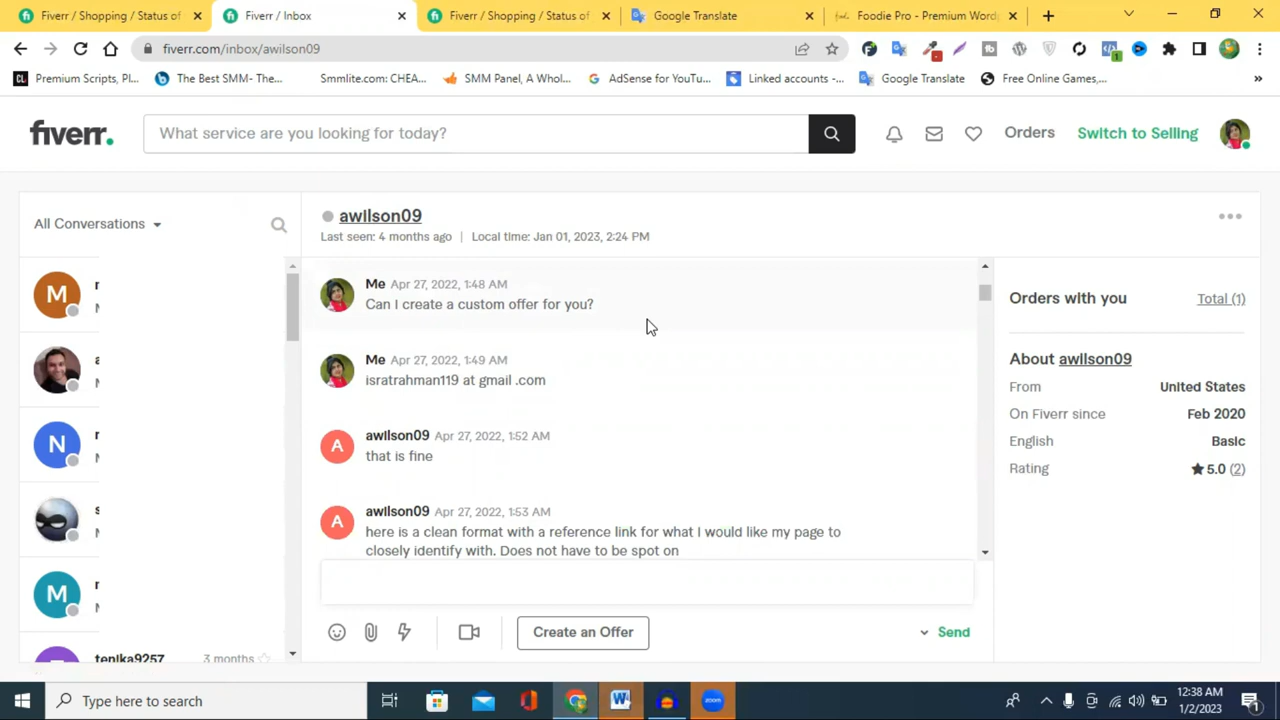 Fiverr / Shopping / Status of
Fiverr / Inbox
Fiverr / Shopping / Status of
Google Translate
Foodie Pro - Premium Word
fiverr.com/inbox/awilson09
Premium Scripts, Pl...
The Best SMM- The...
Smmlite.com: CHEA...
SMM Panel, A Whol...
AdSense for YouTu...
Linked accounts -...
Google Translate
Free Online Games,...
fiverr.
What service are you looking for today?
Orders
Switch to Selling
All Conversations
awilson09
Last seen: 4 months ago | Local time: Jan 01, 2023, 2:24 PM
M
N
M
tenika9257 3 months
Me Apr 27, 2022, 1:48 AM
Can I create a custom offer for you?
Me Apr 27, 2022, 1:49 AM
isratrahman119 at gmail .com
A
awilson09 Apr 27, 2022, 1:52 AM
that is fine
A
awilson09 Apr 27, 2022, 1:53 AM
here is a clean format with a reference link for what I would like my page to
closely identify with. Does not have to be spot on
Create an Offer
Send
Orders with you
Total (1)
About awilson09
From United States
On Fiverr since Feb 2020
English Basic
Rating 5.0 (2)
Type here to search
12:38 AM
1/2/2023